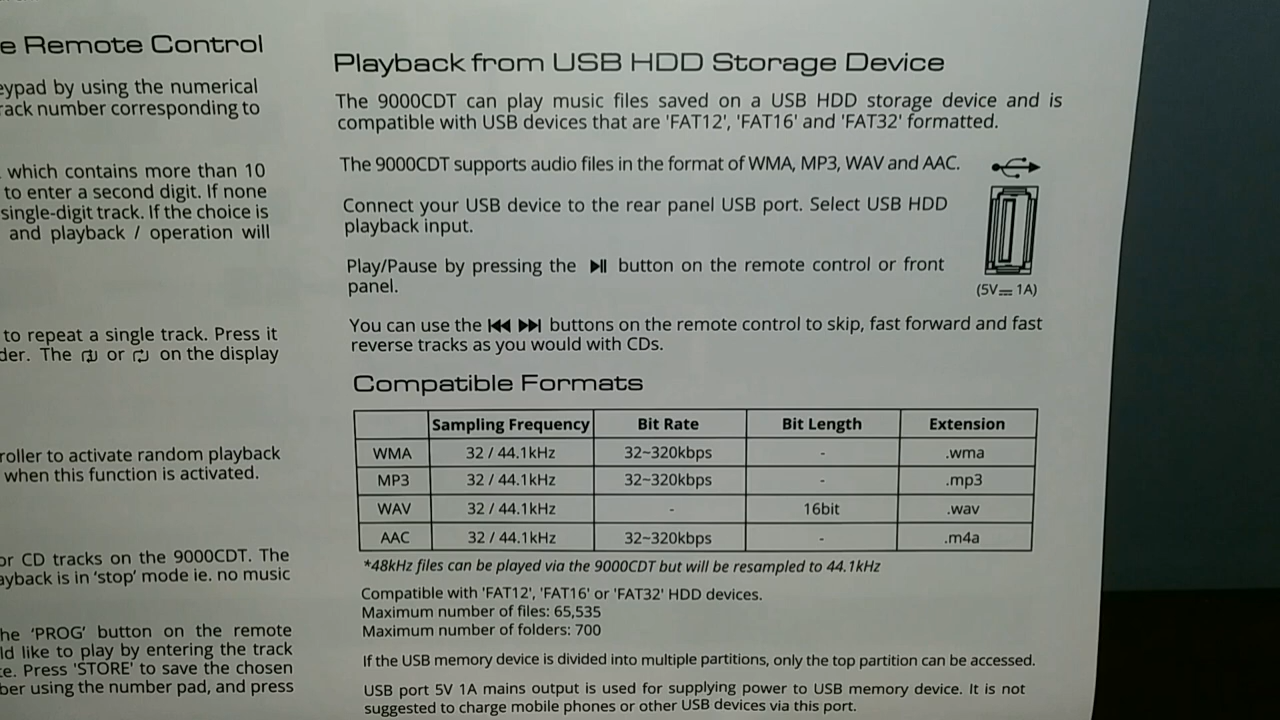 e Remote Control
eypad by using the numerical
rack number corresponding to
which contains more than 10
to enter a second digit. If none
single-digit track. If the choice is
and playback / operation will
to repeat a single track. Press it
der. The or on the display
roller to activate random playback
when this function is activated.
or CD tracks on the 9000CDT. The
ayback is in 'stop' mode ie. no music
he 'PROG' button on the remote
ld like to play by entering the track
te. Press 'STORE' to save the chosen
ber using the number pad, and press
Playback from USB HDD Storage Device
The 9000CDT can play music files saved on a USB HDD storage device and is
compatible with USB devices that are 'FAT12', 'FAT16' and 'FAT32' formatted.
The 9000CDT supports audio files in the format of WMA, MP3, WAV and AAC.
Connect your USB device to the rear panel USB port. Select USB HDD
playback input.
Play/Pause by pressing the ▶II button on the remote control or front
panel.
(5V⎓ 1A)
You can use the I◀◀ ▶▶I buttons on the remote control to skip, fast forward and fast
reverse tracks as you would with CDs.
Compatible Formats
Sampling Frequency Bit Rate Bit Length Extension
WMA 32 / 44.1kHz 32~320kbps - .wma
MP3 32 / 44.1kHz 32~320kbps - .mp3
WAV 32 / 44.1kHz - 16bit .wav
AAC 32 / 44.1kHz 32~320kbps - .m4a
*48kHz files can be played via the 9000CDT but will be resampled to 44.1kHz
Compatible with 'FAT12', 'FAT16' or 'FAT32' HDD devices.
Maximum number of files: 65,535
Maximum number of folders: 700
If the USB memory device is divided into multiple partitions, only the top partition can be accessed.
USB port 5V 1A mains output is used for supplying power to USB memory device. It is not
suggested to charge mobile phones or other USB devices via this port.